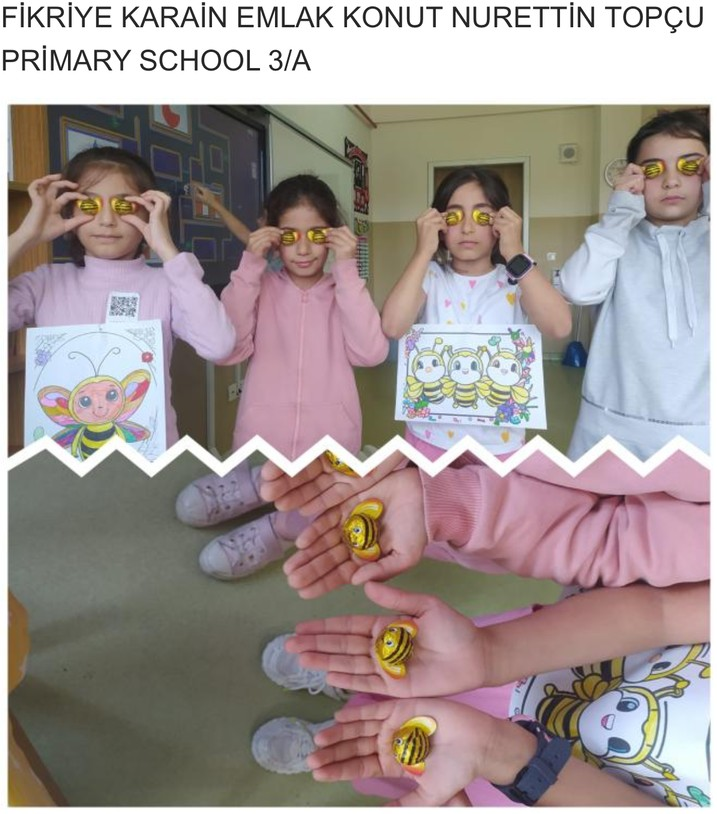 FİKRİYE KARAİN EMLAK KONUT NURETTİN TOPÇU
PRİMARY SCHOOL 3/A